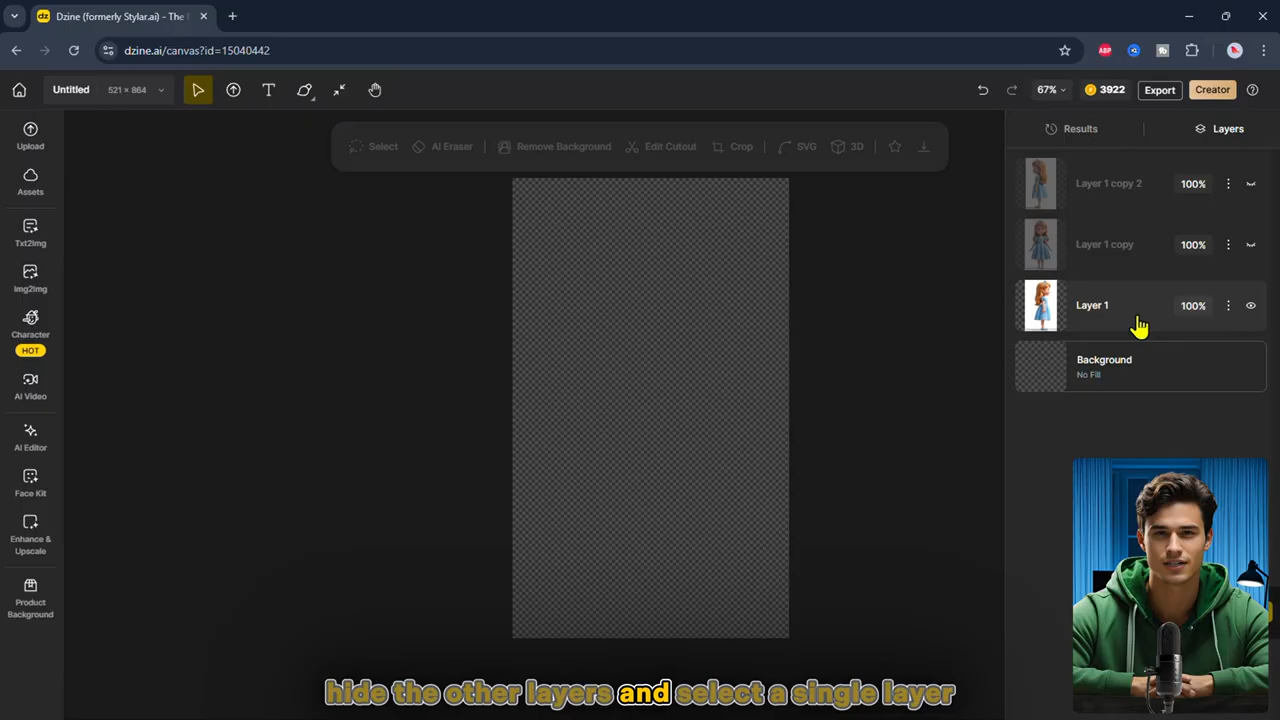 dz Dzine (formerly Stylar.ai) - The
dzine.ai/canvas?id=15040442
ABP
Untitled 521 × 864
67% 3922 Export Creator
Upload
Assets
Txt2Img
Img2Img
Character
HOT
AI Video
AI Editor
Face Kit
Enhance &
Upscale
Product
Background
Select AI Eraser Remove Background Edit Cutout Crop SVG 3D
Results Layers
Layer 1 copy 2 100%
Layer 1 copy 100%
Layer 1 100%
Background
No Fill
hide the other layers and select a single layer